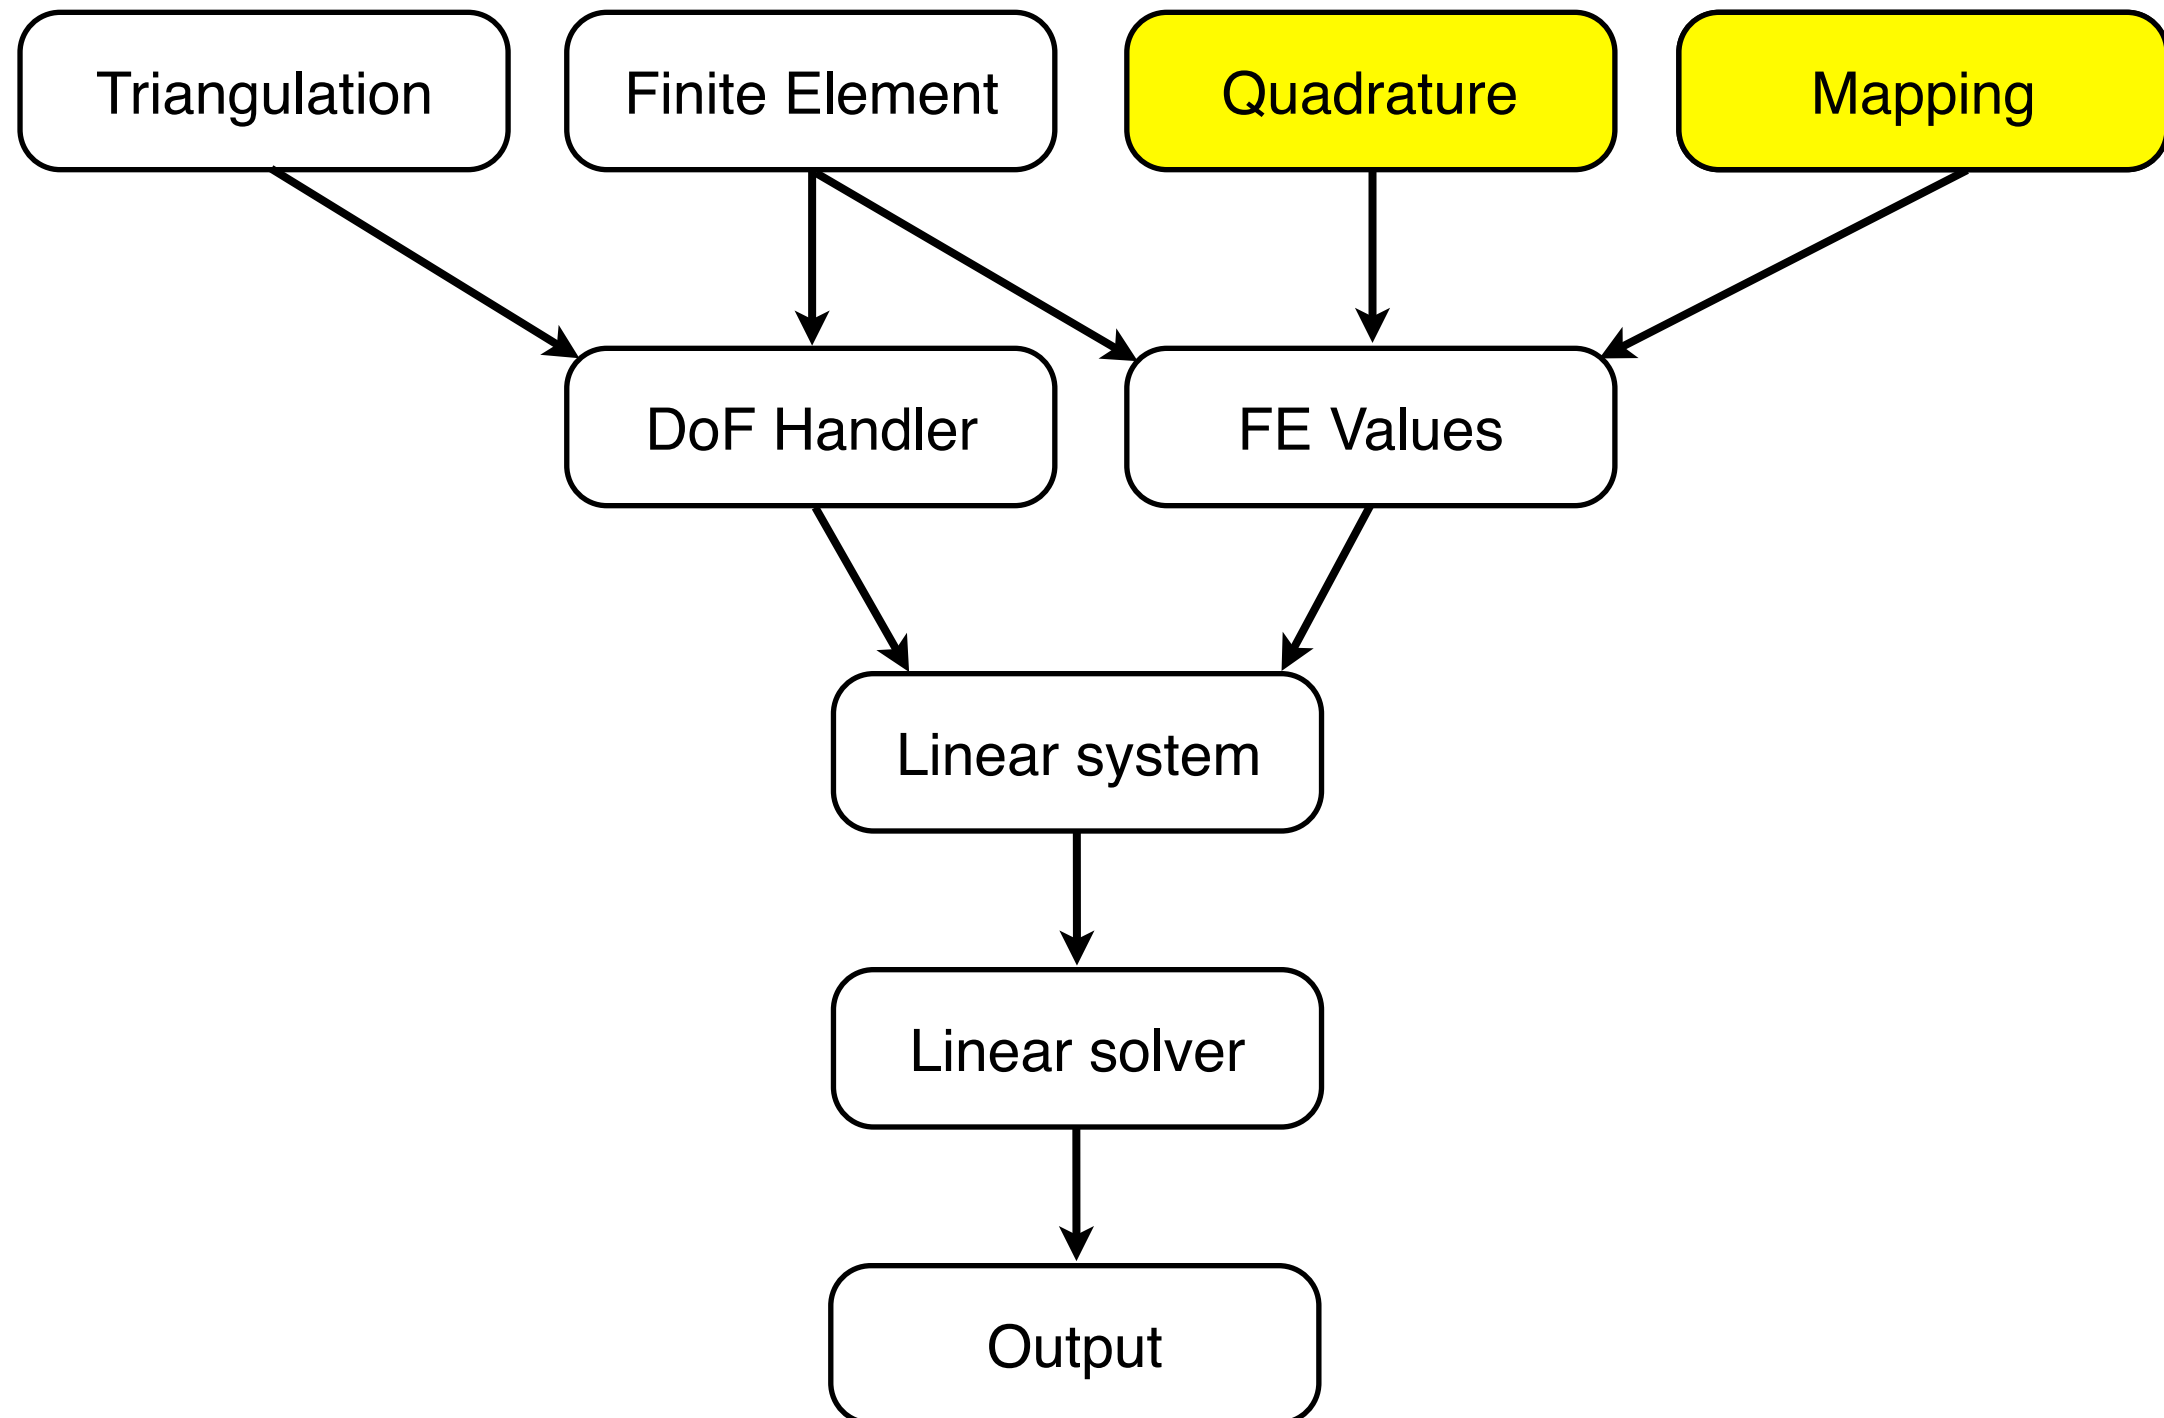 Triangulation
Finite Element
Quadrature
Mapping
DoF Handler
FE Values
Linear system
Linear solver
Output